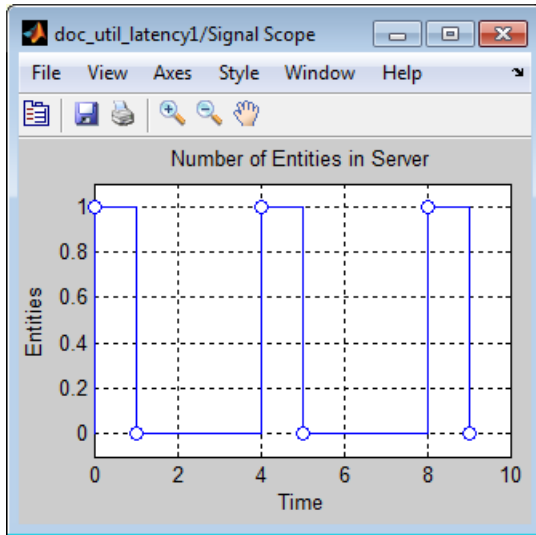 doc_util_latency1/Signal Scope
File View Axes Style Window Help
Number of Entities in Server
1
0.8
0.6
0.4
0.2
0
Entities
0 2 4 6 8 10
Time